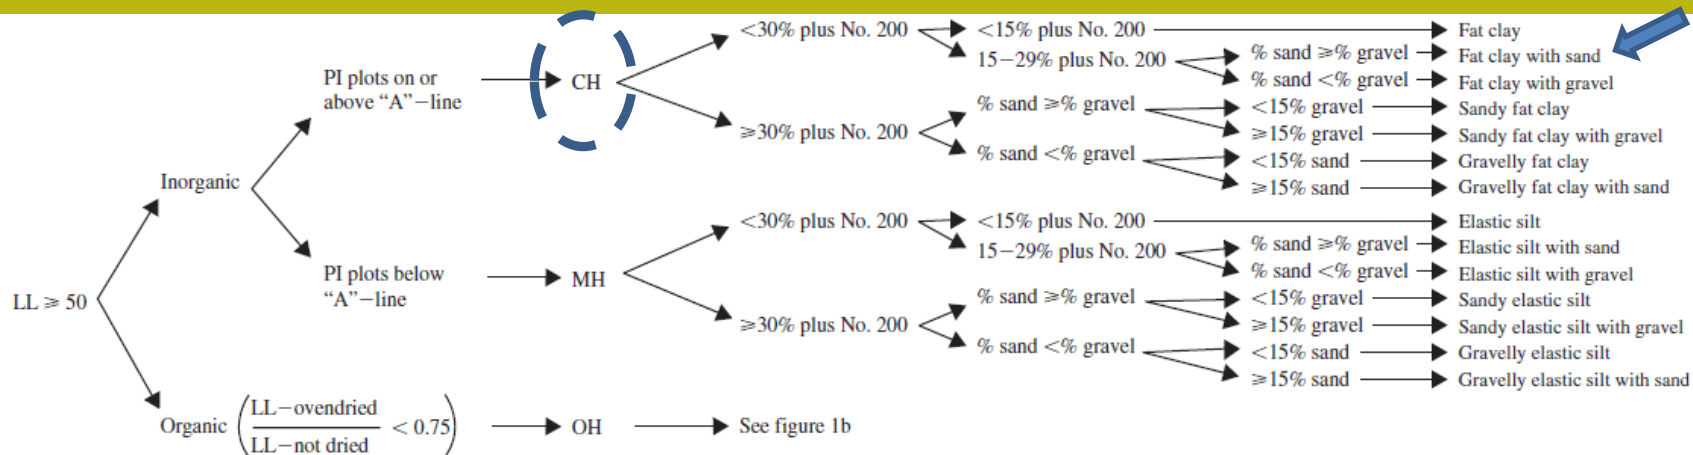 <30% plus No. 200 <15% plus No. 200 Fat clay
15−29% plus No. 200 % sand ⩾% gravel Fat clay with sand
% sand <% gravel Fat clay with gravel
PI plots on or
above “A”−line
CH
⩾30% plus No. 200 % sand ⩾% gravel <15% gravel Sandy fat clay
⩾15% gravel Sandy fat clay with gravel
% sand <% gravel <15% sand Gravelly fat clay
⩾15% sand Gravelly fat clay with sand
Inorganic
<30% plus No. 200 <15% plus No. 200 Elastic silt
15−29% plus No. 200 % sand ⩾% gravel Elastic silt with sand
% sand <% gravel Elastic silt with gravel
PI plots below
“A”−line
MH
⩾30% plus No. 200 % sand ⩾% gravel <15% gravel Sandy elastic silt
⩾15% gravel Sandy elastic silt with gravel
% sand <% gravel <15% sand Gravelly elastic silt
⩾15% sand Gravelly elastic silt with sand
LL ⩾ 50
Organic (LL−ovendried
LL−not dried < 0.75) OH See figure 1b